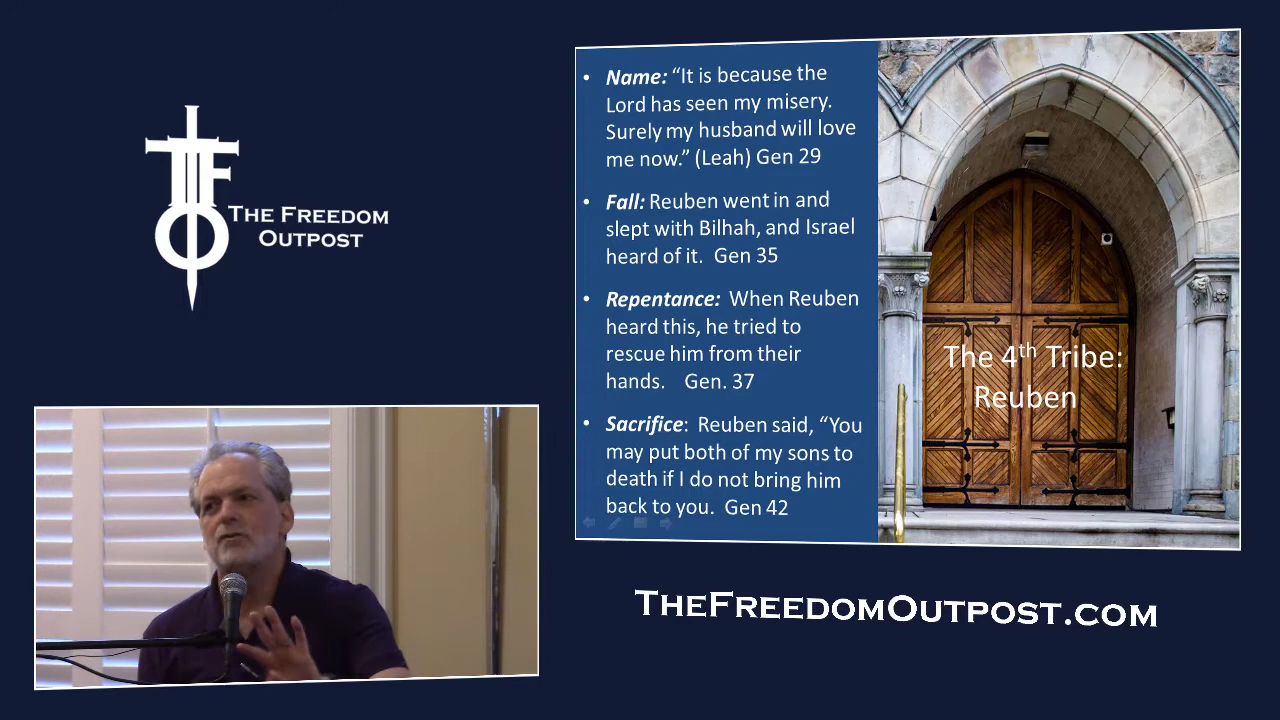 TFO
THE FREEDOM
OUTPOST
• Name: “It is because the
Lord has seen my misery.
Surely my husband will love
me now.” (Leah) Gen 29
• Fall: Reuben went in and
slept with Bilhah, and Israel
heard of it. Gen 35
• Repentance: When Reuben
heard this, he tried to
rescue him from their
hands. Gen. 37
• Sacrifice: Reuben said, “You
may put both of my sons to
death if I do not bring him
back to you. Gen 42
The 4th Tribe:
Reuben
THEFREEDOMOUTPOST.COM